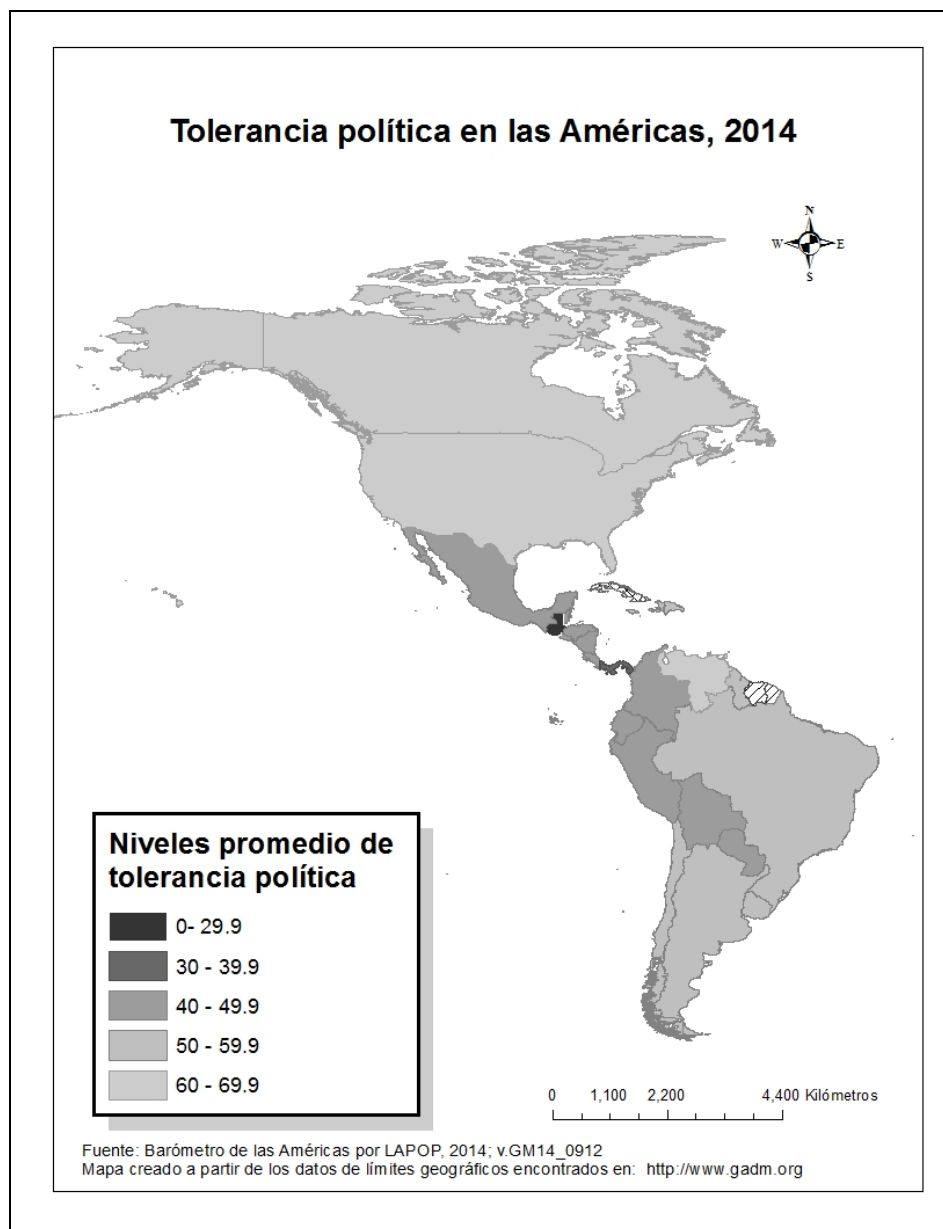 Tolerancia política en las Américas, 2014
N
W E
S
Niveles promedio de
tolerancia política
0- 29.9
30 - 39.9
40 - 49.9
50 - 59.9
60 - 69.9
0 1,100 2,200 4,400 Kilómetros
Fuente: Barómetro de las Américas por LAPOP, 2014; v.GM14_0912
Mapa creado a partir de los datos de límites geográficos encontrados en: http://www.gadm.org